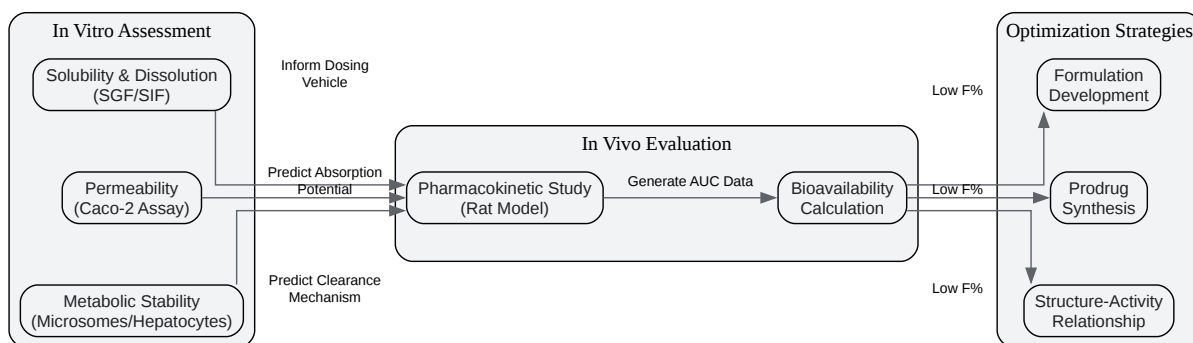 In Vitro Assessment
Solubility & Dissolution
(SGF/SIF)
Permeability
(Caco-2 Assay)
Metabolic Stability
(Microsomes/Hepatocytes)
Inform Dosing
Vehicle
Predict Absorption
Potential
Predict Clearance
Mechanism
In Vivo Evaluation
Pharmacokinetic Study
(Rat Model)
Generate AUC Data
Bioavailability
Calculation
Low F%
Low F%
Low F%
Optimization Strategies
Formulation
Development
Prodrug
Synthesis
Structure-Activity
Relationship